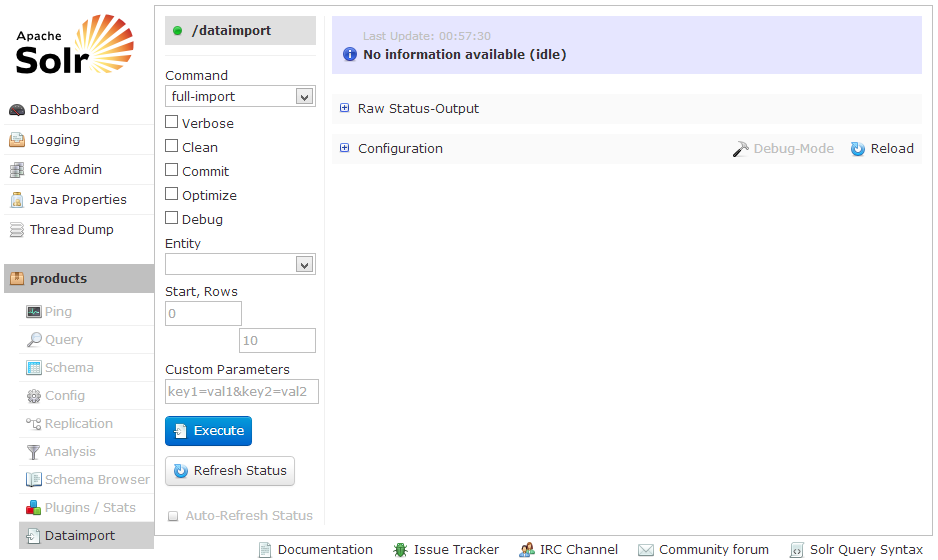 Apache
Solr
Dashboard
Logging
Core Admin
Java Properties
Thread Dump
products
Ping
Query
Schema
Config
Replication
Analysis
Schema Browser
Plugins / Stats
Dataimport
/dataimport
Command
full-import
Verbose
Clean
Commit
Optimize
Debug
Entity
Start, Rows
0
10
Custom Parameters
key1=val1&key2=val2
Execute
Refresh Status
Auto-Refresh Status
Last Update: 00:57:30
No information available (idle)
Raw Status-Output
Configuration Debug-Mode Reload
Documentation Issue Tracker IRC Channel Community forum Solr Query Syntax